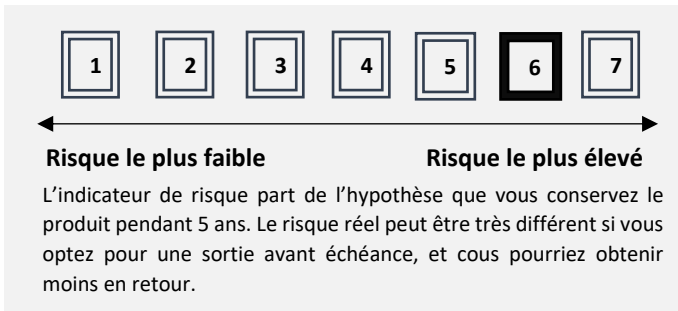 1 2 3 4 5 6 7
Risque le plus faible Risque le plus élevé
L'indicateur de risque part de l'hypothèse que vous conservez le
produit pendant 5 ans. Le risque réel peut être très différent si vous
optez pour une sortie avant échéance, et cous pourriez obtenir
moins en retour.